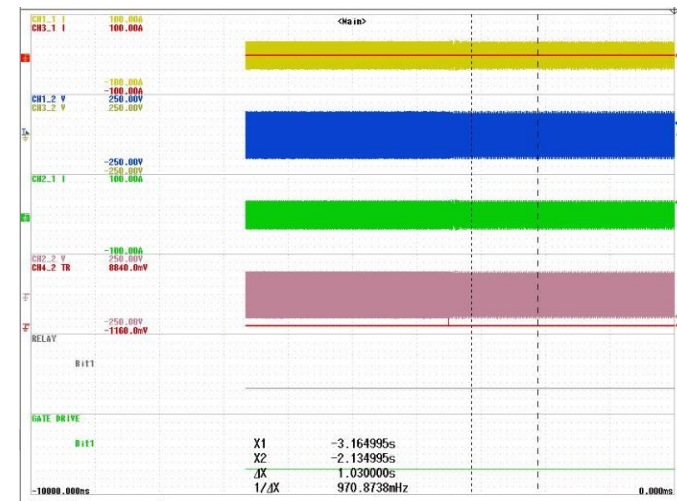 CH1_1 I 100.00A <Main>
CH3_1 I 100.00A
-100.00A
-100.00A
CH1_2 V 250.00V
CH3_2 V 250.00V
-250.00V
-250.00V
CH2_1 I 100.00A
-100.00A
CH2_2 V 250.00V
CH4_2 TR 8840.0mV
-250.00V
-1160.0mV
RELAY
Bit1
GATE DRIVE
Bit1
X1 -3.164995s
X2 -2.134995s
ΔX 1.030000s
1/ΔX 970.8738mHz
-10000.000ms 0.000ms